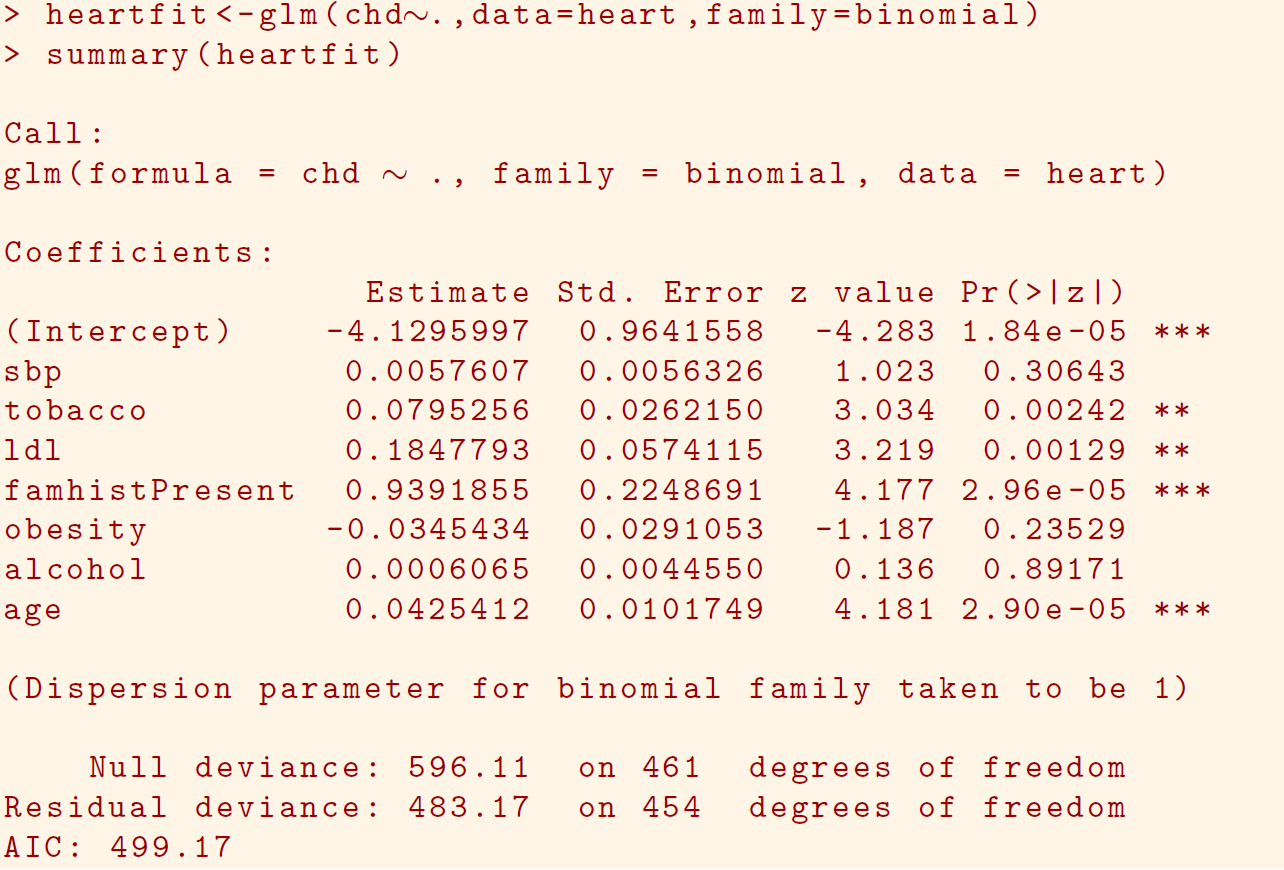 > heartfit<-glm(chd∼.,data=heart,family=binomial)
> summary(heartfit)
Call:
glm(formula = chd ∼ ., family = binomial, data = heart)
Coefficients:
Estimate Std. Error z value Pr(>|z|)
(Intercept) -4.1295997 0.9641558 -4.283 1.84e-05 ***
sbp 0.0057607 0.0056326 1.023 0.30643
tobacco 0.0795256 0.0262150 3.034 0.00242 **
ldl 0.1847793 0.0574115 3.219 0.00129 **
famhistPresent 0.9391855 0.2248691 4.177 2.96e-05 ***
obesity -0.0345434 0.0291053 -1.187 0.23529
alcohol 0.0006065 0.0044550 0.136 0.89171
age 0.0425412 0.0101749 4.181 2.90e-05 ***
(Dispersion parameter for binomial family taken to be 1)
Null deviance: 596.11 on 461 degrees of freedom
Residual deviance: 483.17 on 454 degrees of freedom
AIC: 499.17